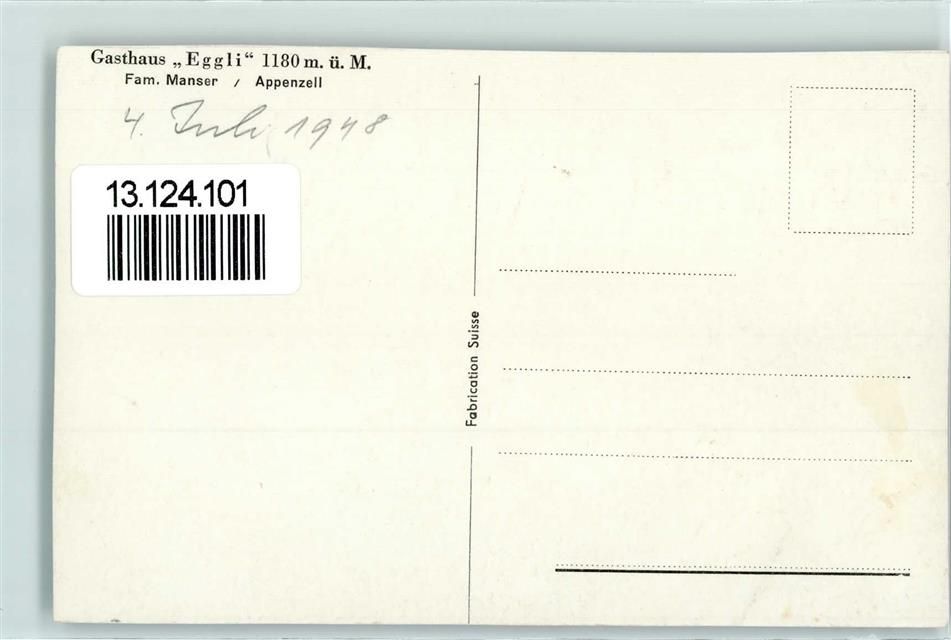 Gasthaus „Eggli“ 1180 m. ü. M.
Fam. Manser / Appenzell
4. Juli 1948
13.124.101
Fabrication Suisse